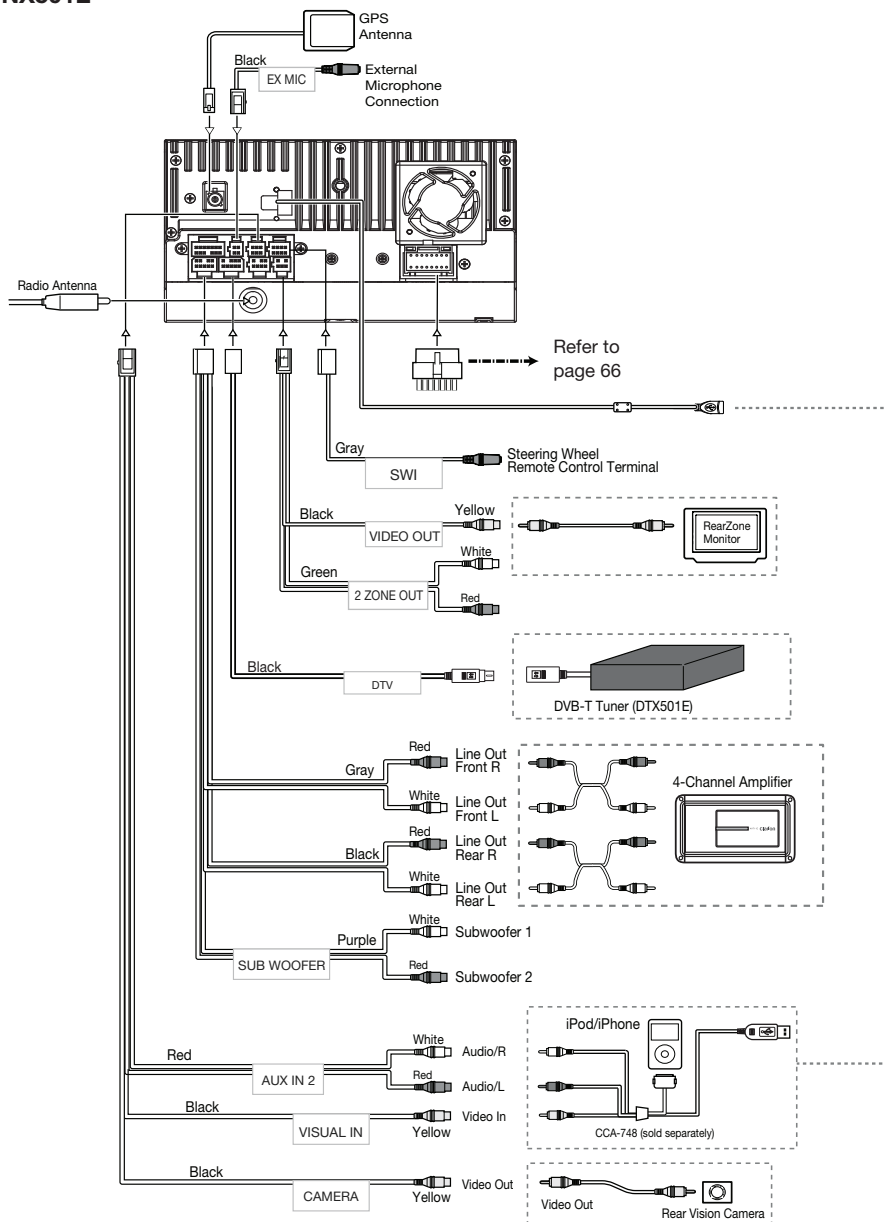 GPS
Antenna
Black
EX MIC
External
Microphone
Connection
Radio Antenna
Refer to
page 66
Gray
SWI
Steering Wheel
Remote Control Terminal
Black
VIDEO OUT
Yellow
RearZone
Monitor
Green
2 ZONE OUT
White
Red
Black
DTV
DVB-T Tuner (DTX501E)
Gray
Red
Line Out
Front R
White
Line Out
Front L
4-Channel Amplifier
Black
Red
Line Out
Rear R
White
Line Out
Rear L
Purple
SUB WOOFER
White
Subwoofer 1
Red
Subwoofer 2
Red
AUX IN 2
White
Audio/R
Red
Audio/L
iPod/iPhone
Black
VISUAL IN
Yellow
Video In
CCA-748 (sold separately)
Black
CAMERA
Yellow
Video Out
Video Out
Rear Vision Camera